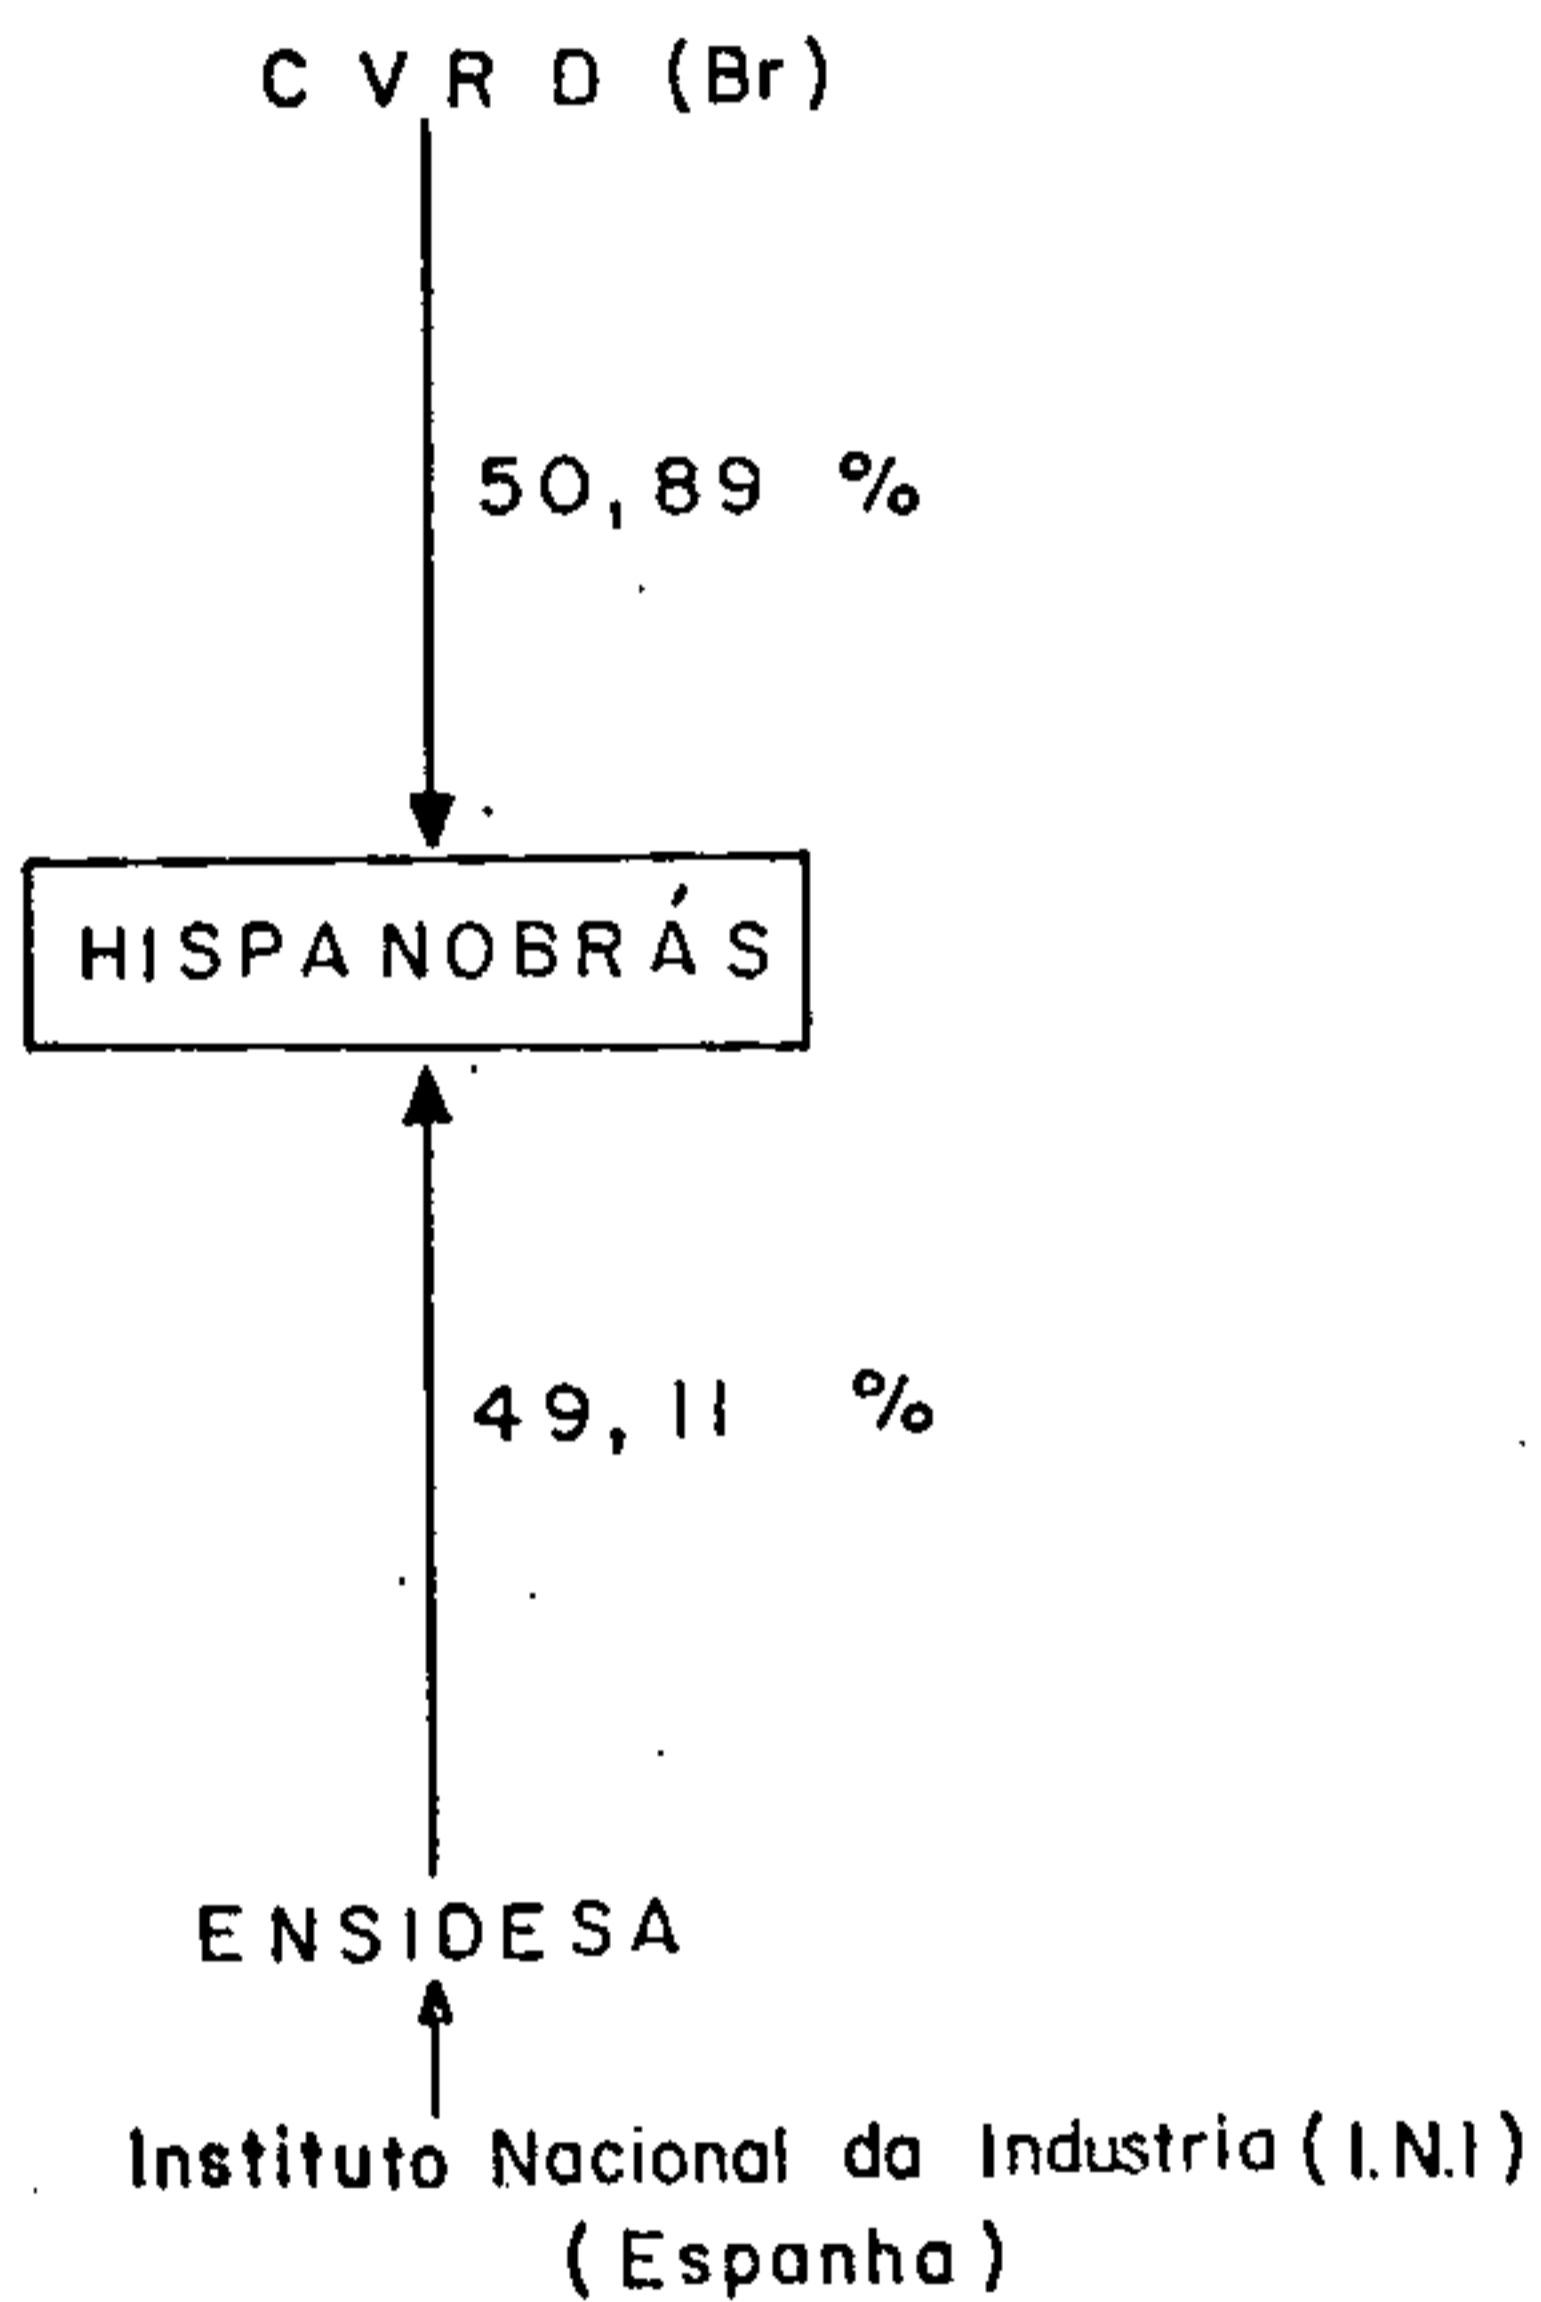 C V R D (Br)
50,89 %
HISPANOBRÁS
49,11 %
ENSIDESA
Instituto Nacional da Industria (I.N.I)
(Espanha)